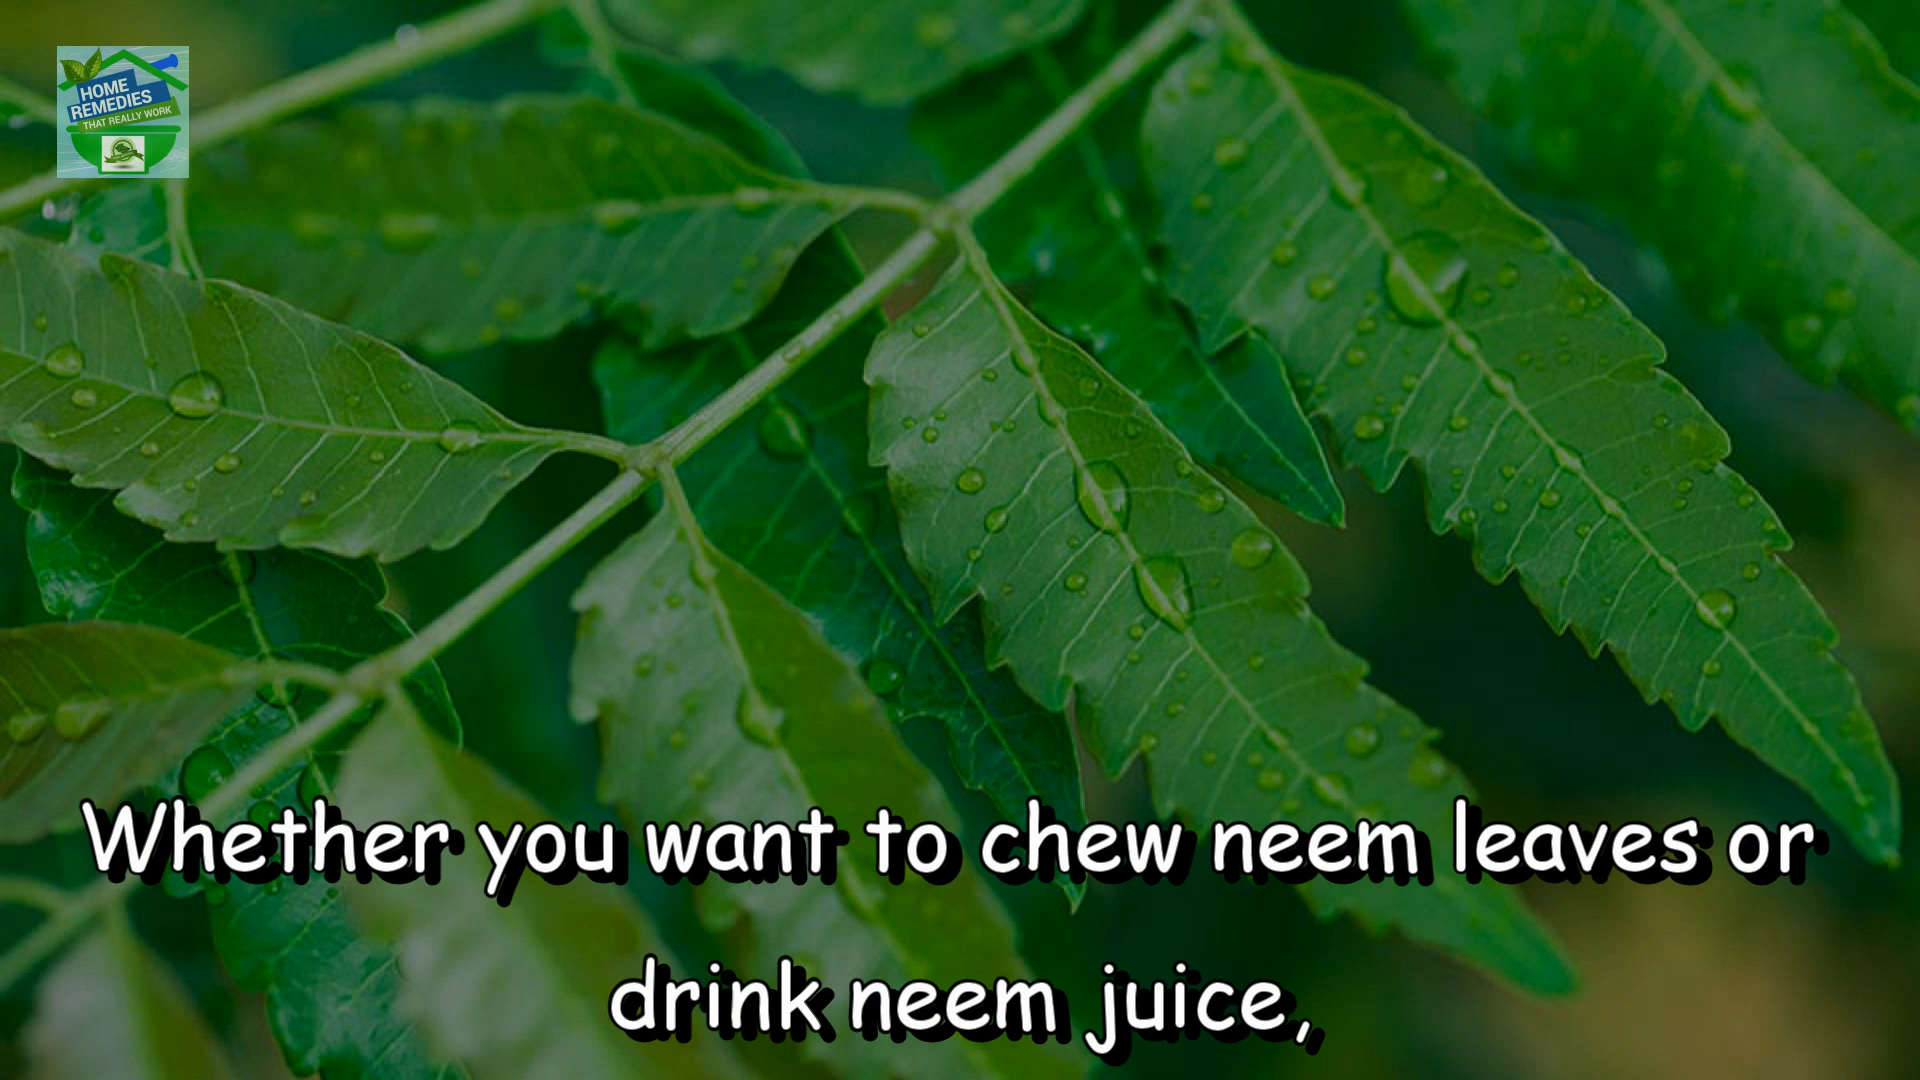 HOME
REMEDIES
THAT REALLY WORK
Whether you want to chew neem leaves or
drink neem juice,